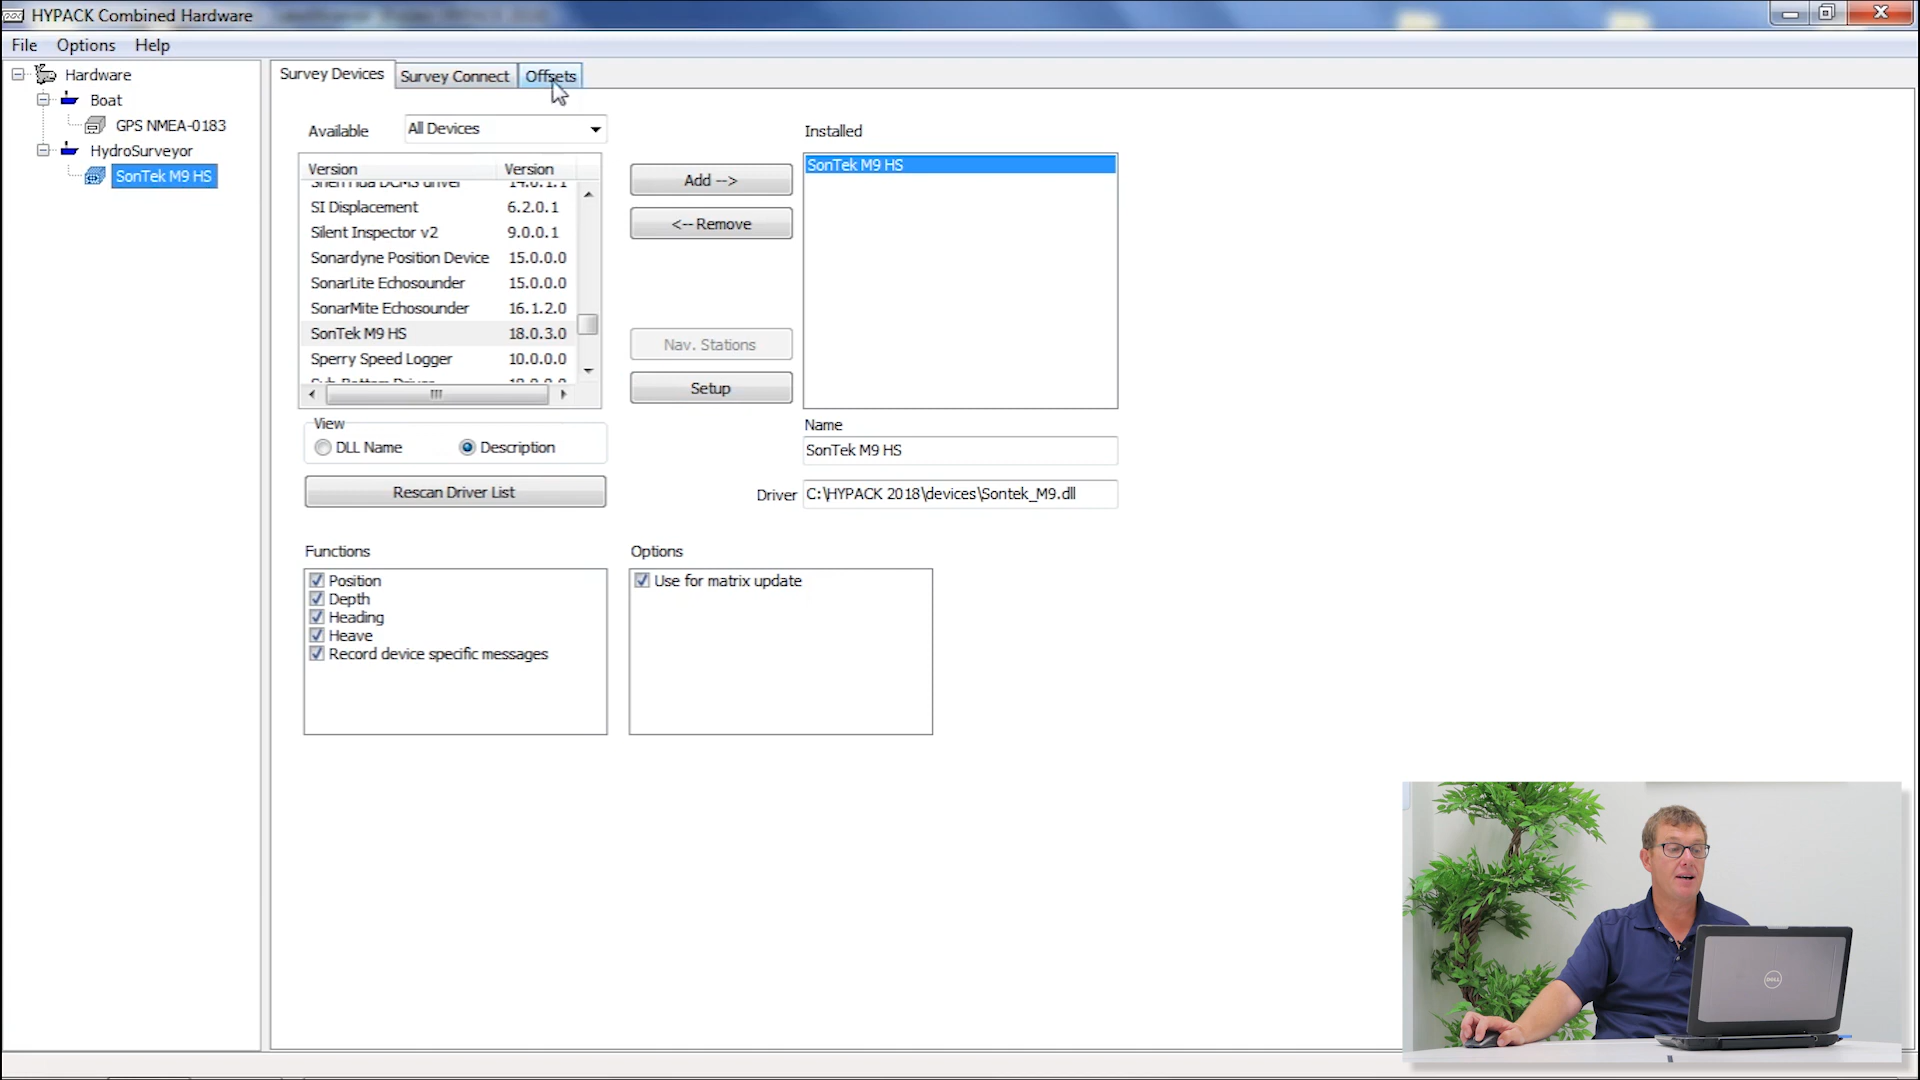 HYPACK Combined Hardware
File Options Help
Hardware
Boat
GPS NMEA-0183
HydroSurveyor
SonTek M9 HS
Survey Devices Survey Connect Offsets
Available All Devices
Version Version
SI Displacement 6.2.0.1
Silent Inspector v2 9.0.0.1
Sonardyne Position Device 15.0.0.0
SonarLite Echosounder 15.0.0.0
SonarMite Echosounder 16.1.2.0
SonTek M9 HS 18.0.3.0
Sperry Speed Logger 10.0.0.0
View
DLL Name Description
Rescan Driver List
Add -->
<-- Remove
Nav. Stations
Setup
Installed
SonTek M9 HS
Name
SonTek M9 HS
Driver C:\HYPACK 2018\devices\Sontek_M9.dll
Functions
Position
Depth
Heading
Heave
Record device specific messages
Options
Use for matrix update
DELL